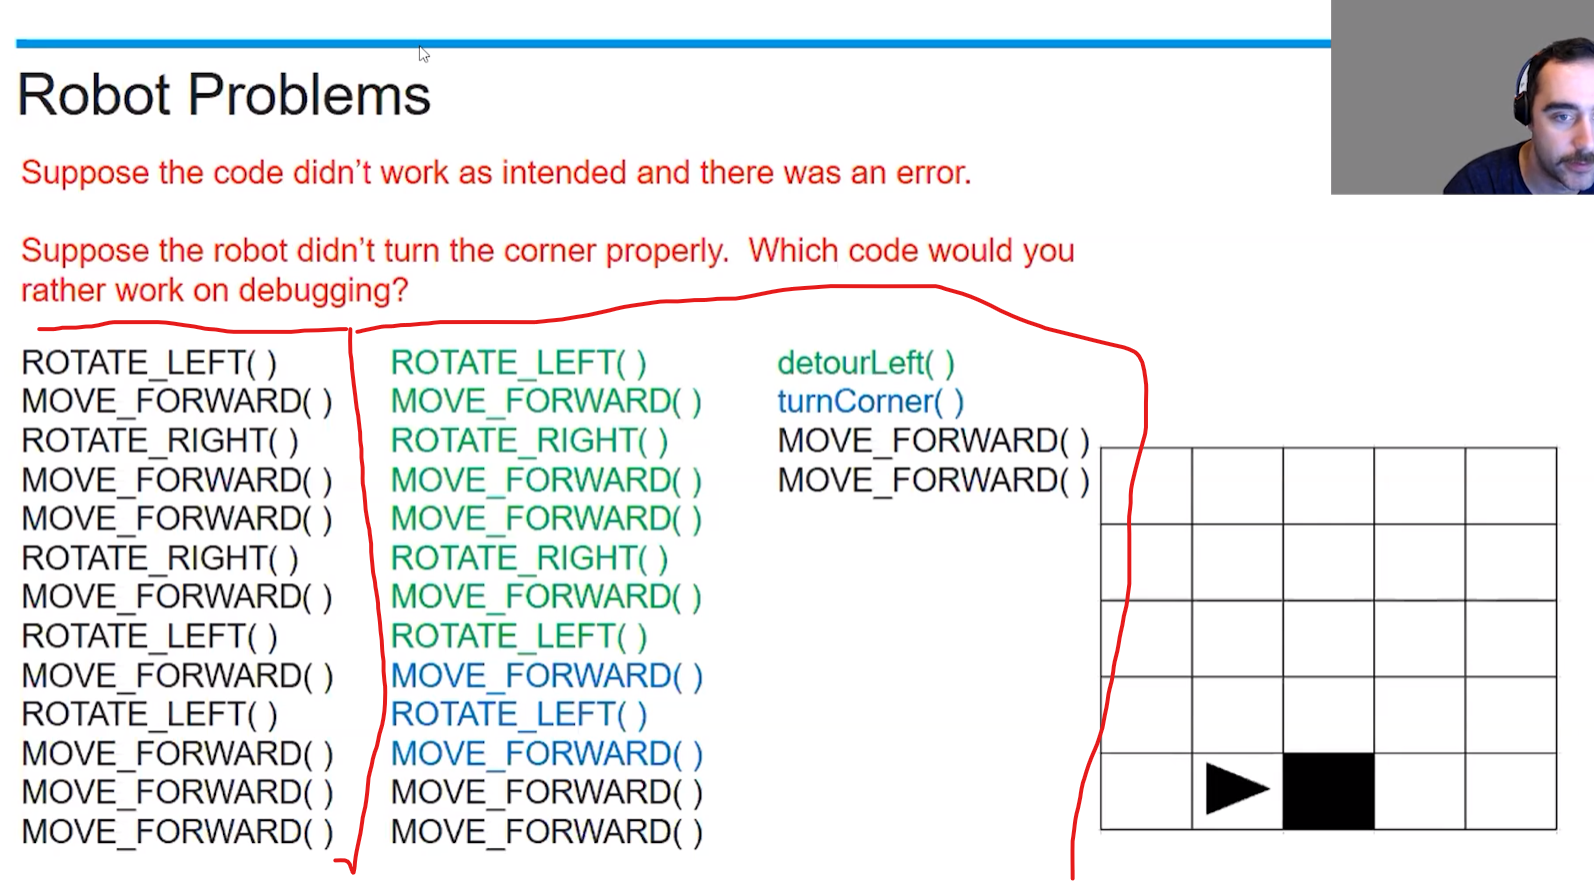 Robot Problems
Suppose the code didn't work as intended and there was an error.
Suppose the robot didn't turn the corner properly.  Which code would you
rather work on debugging?
ROTATE_LEFT( )
MOVE_FORWARD( )
ROTATE_RIGHT( )
MOVE_FORWARD( )
MOVE_FORWARD( )
ROTATE_RIGHT( )
MOVE_FORWARD( )
ROTATE_LEFT( )
MOVE_FORWARD( )
ROTATE_LEFT( )
MOVE_FORWARD( )
MOVE_FORWARD( )
MOVE_FORWARD( )
ROTATE_LEFT( )
MOVE_FORWARD( )
ROTATE_RIGHT( )
MOVE_FORWARD( )
MOVE_FORWARD( )
ROTATE_RIGHT( )
MOVE_FORWARD( )
ROTATE_LEFT( )
MOVE_FORWARD( )
ROTATE_LEFT( )
MOVE_FORWARD( )
MOVE_FORWARD( )
MOVE_FORWARD( )
detourLeft( )
turnCorner( )
MOVE_FORWARD( )
MOVE_FORWARD( )